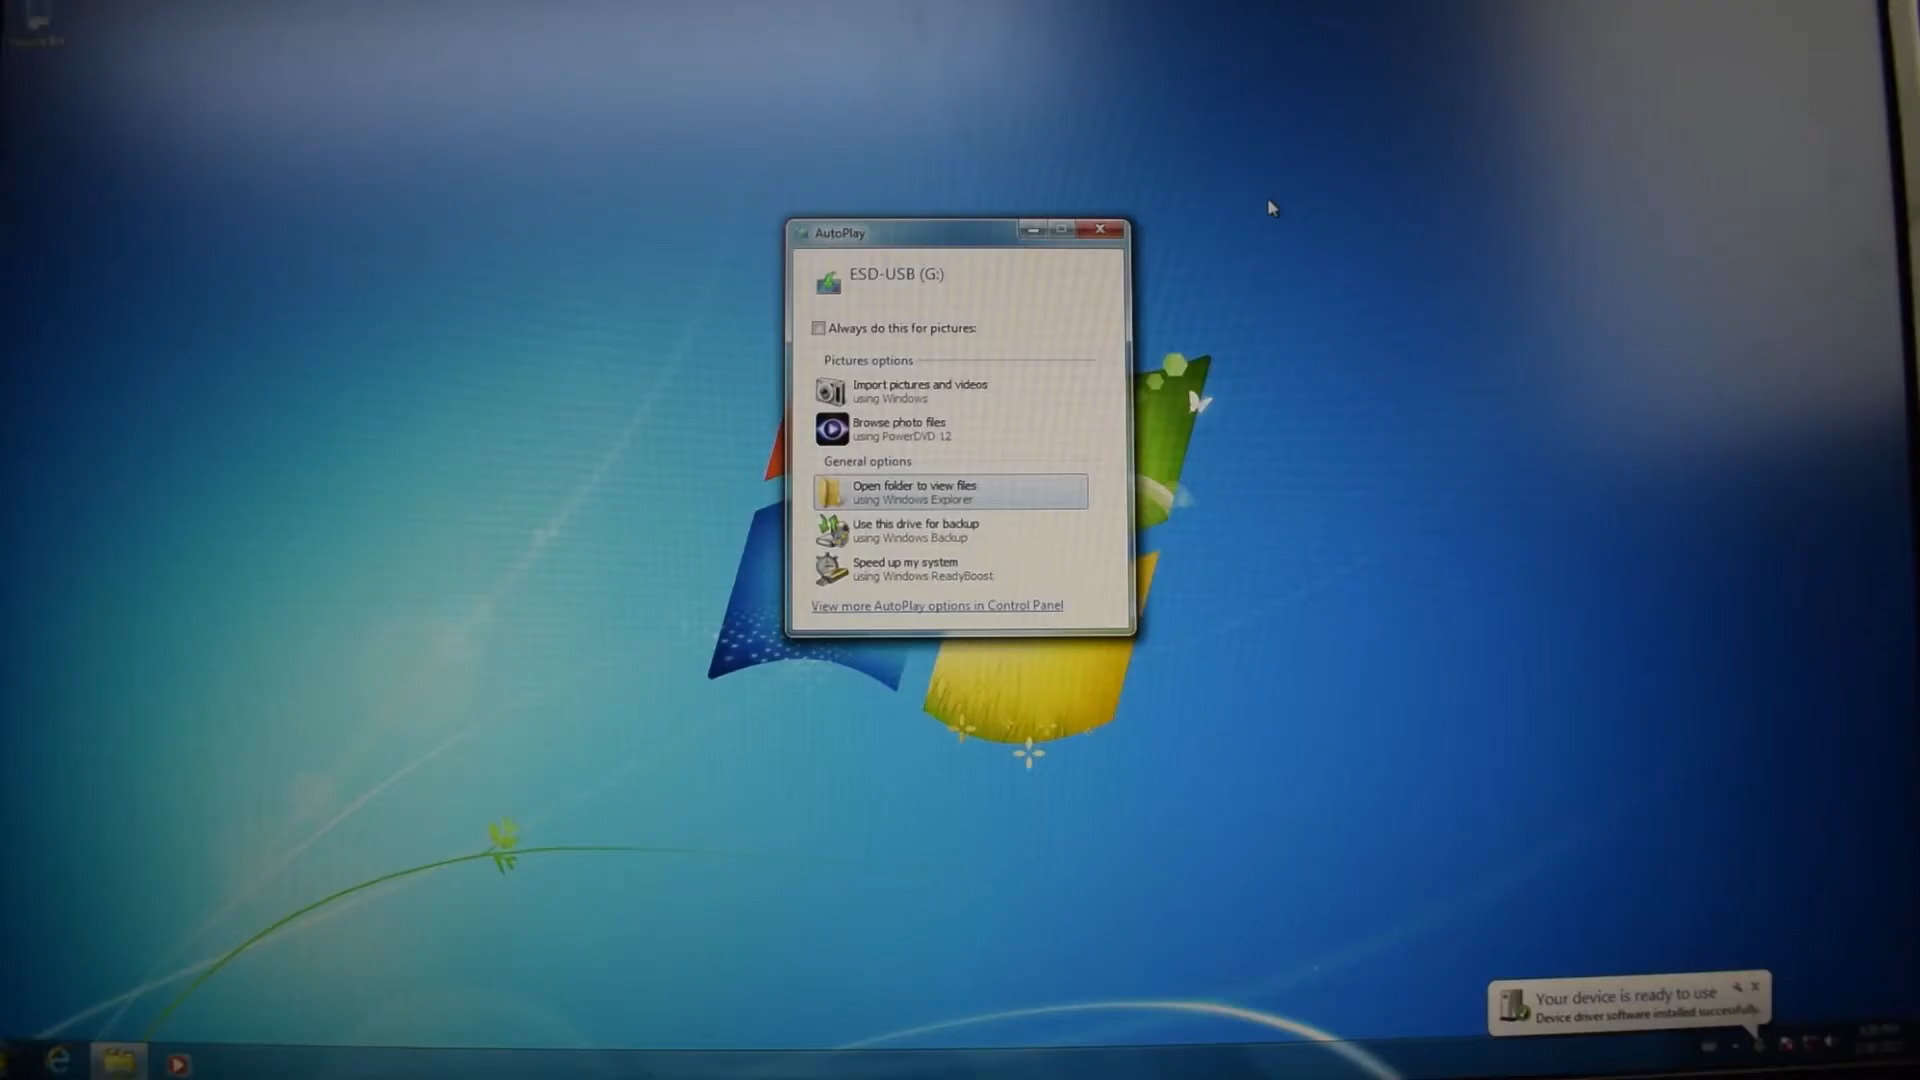 AutoPlay
ESD-USB (G:)
Always do this for pictures:
Pictures options
Import pictures and videos
using Windows
Browse photo files
using PowerDVD 12
General options
Open folder to view files
using Windows Explorer
Use this drive for backup
using Windows Backup
Speed up my system
using Windows ReadyBoost
View more AutoPlay options in Control Panel
Your device is ready to use
Device driver software installed successfully.